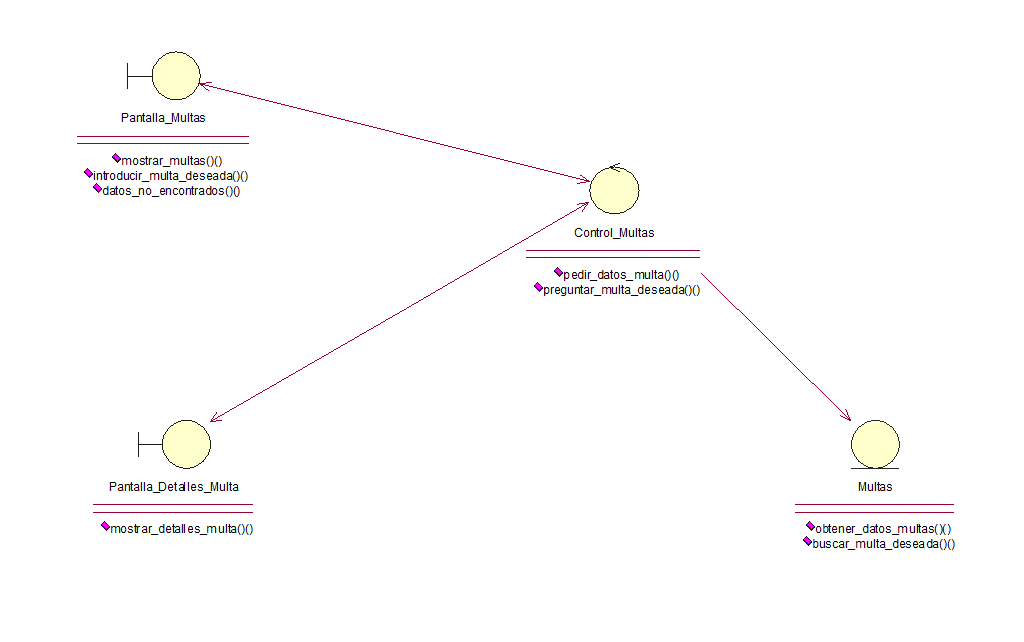 Pantalla_Multas
mostrar_multas()()
introducir_multa_deseada()()
datos_no_encontrados()()
Control_Multas
pedir_datos_multa()()
preguntar_multa_deseada()()
Pantalla_Detalles_Multa
mostrar_detalles_multa()()
Multas
obtener_datos_multas()()
buscar_multa_deseada()()